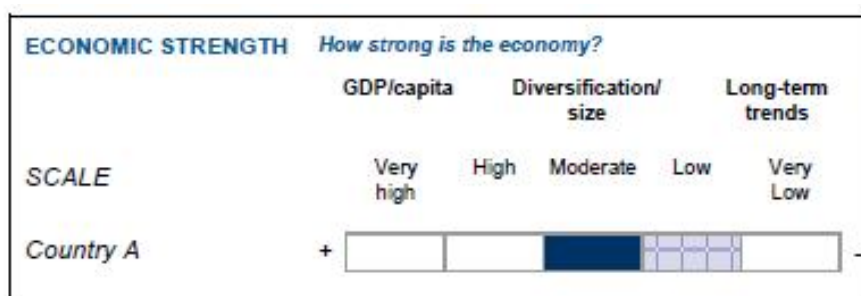 ECONOMIC STRENGTH How strong is the economy?
GDP/capita Diversification/ Long-term
size trends
SCALE Very High Moderate Low Very
high Low
Country A + -